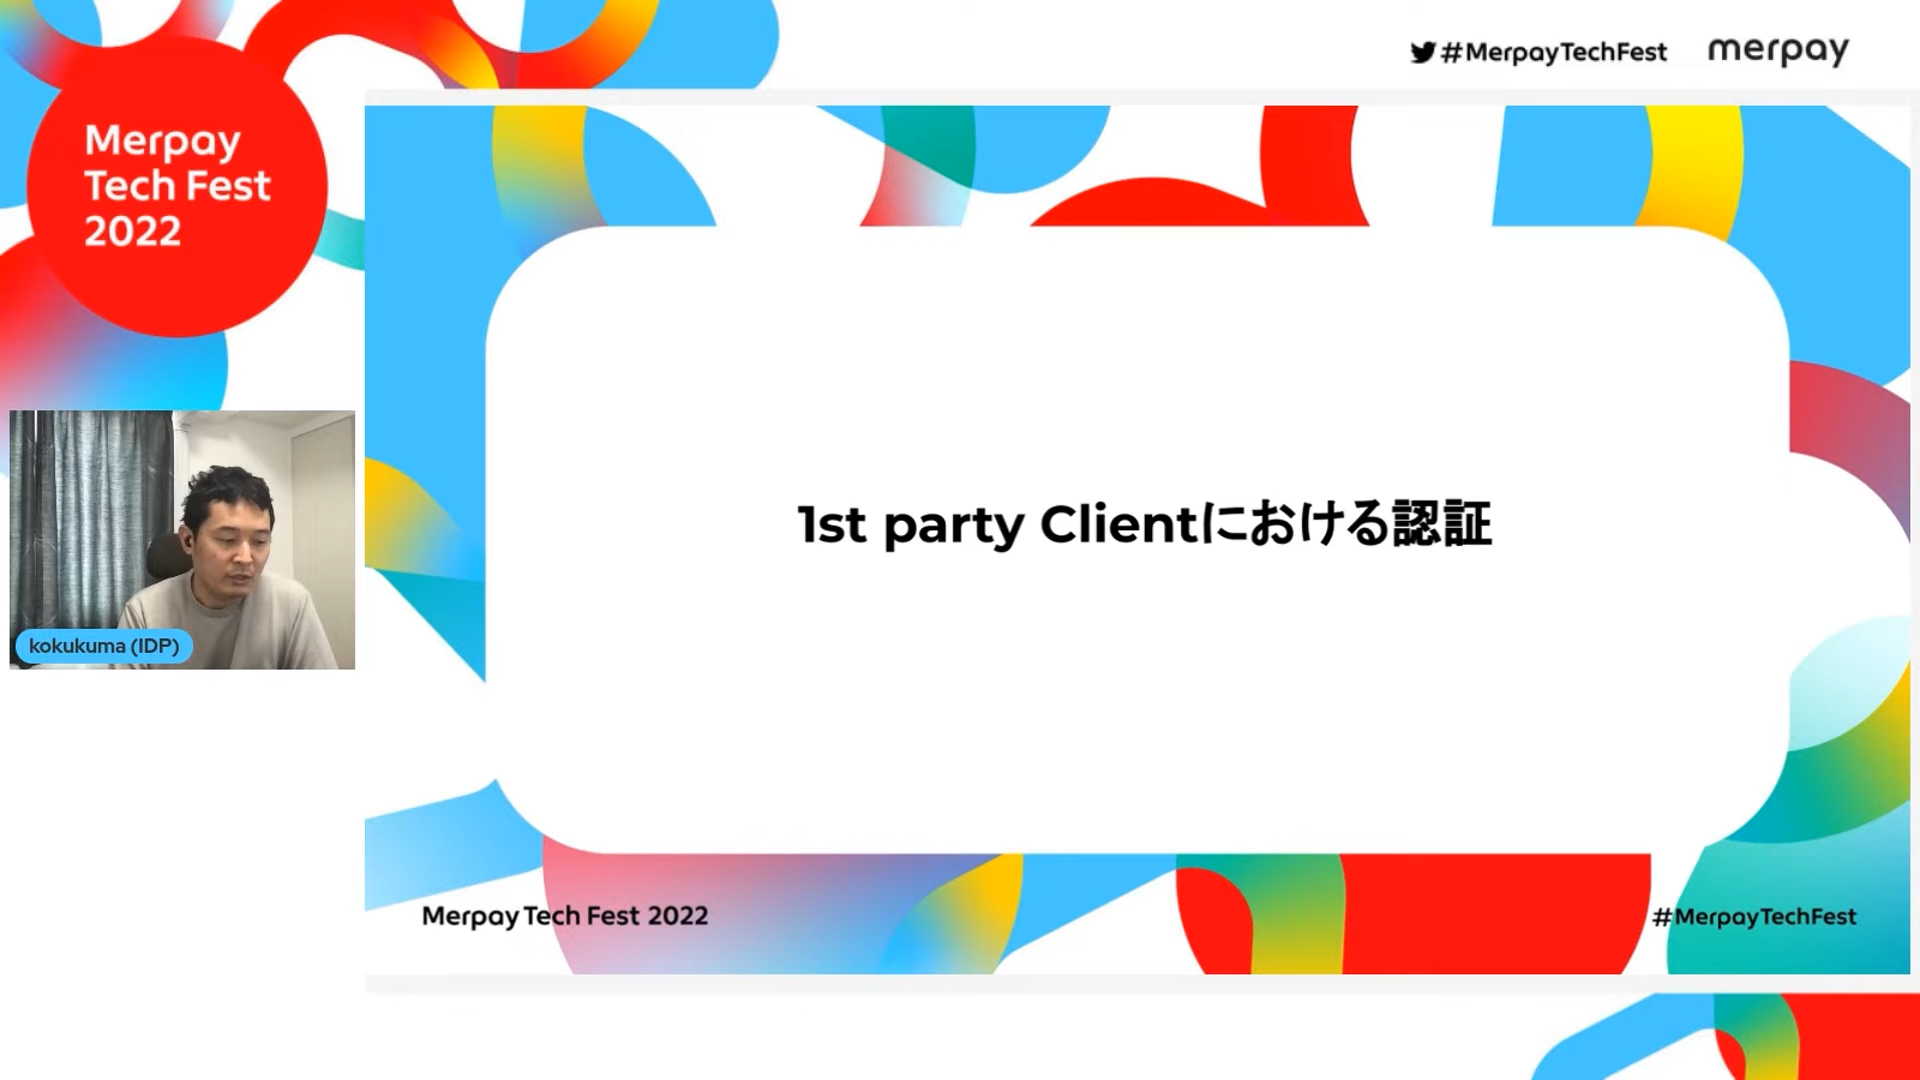 #MerpayTechFest
merpay
Merpay
Tech Fest
2022
1st party Clientにおける認証
kokukuma (IDP)
Merpay Tech Fest 2022
#MerpayTechFest